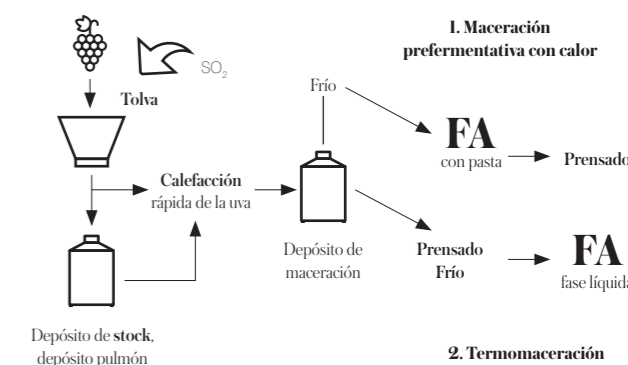 1. Maceración
prefermentativa con calor
SO₂
Tolva
Frío
FA
con pasta
Prensado
Calefacción
rápida de la uva
Depósito de
maceración
Prensado
Frío
FA
fase líquida
Depósito de stock,
depósito pulmón
2. Termomaceración